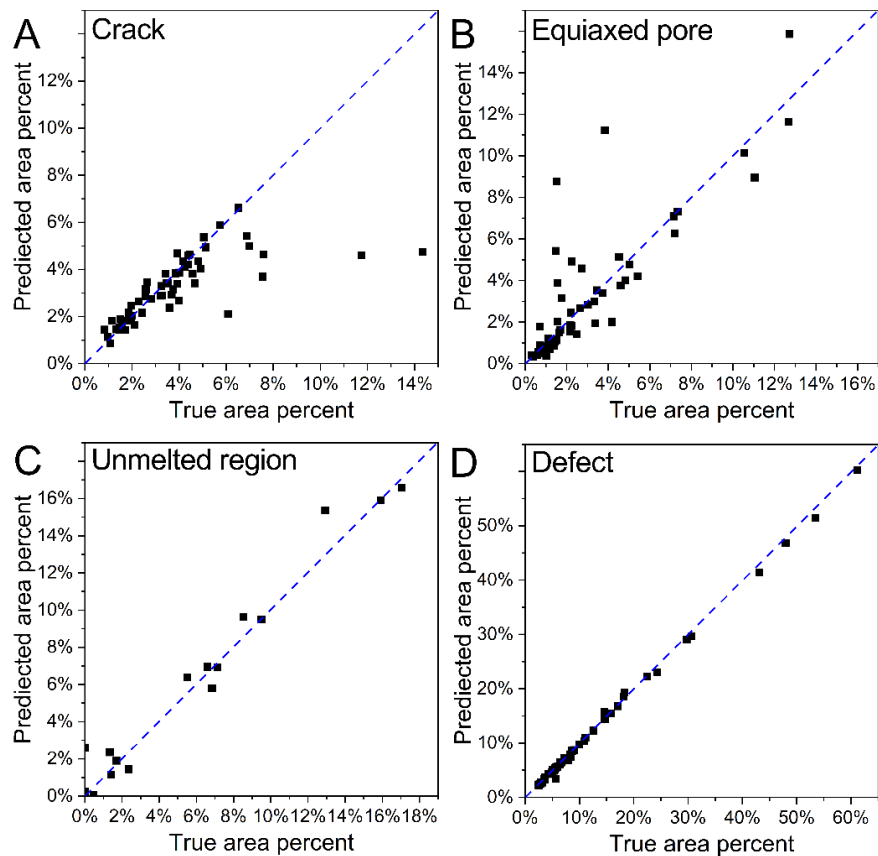 A
Crack
12%
10%
8%
6%
4%
2%
0%
0% 2% 4% 6% 8% 10% 12% 14%
Prediected area percent
True area percent
B
Equiaxed pore
14%
12%
10%
8%
6%
4%
2%
0%
0% 2% 4% 6% 8% 10% 12% 14% 16%
Prediected area percent
True area percent
C
Unmelted region
16%
14%
12%
10%
8%
6%
4%
2%
0%
0% 2% 4% 6% 8% 10% 12% 14% 16% 18%
Prediected area percent
True area percent
D
Defect
50%
40%
30%
20%
10%
0%
0% 10% 20% 30% 40% 50% 60%
Prediected area percent
True area percent